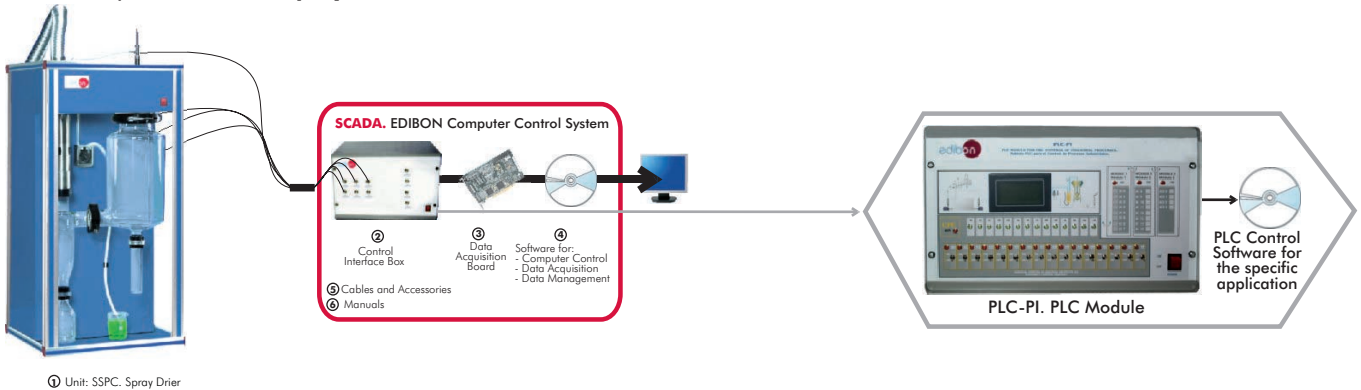 SCADA. EDIBON Computer Control System
② Control Interface Box
③ Data Acquisition Board
④ Software for:
- Computer Control
- Data Acquisition
- Data Management
⑤ Cables and Accessories
⑥ Manuals
① Unit: SSPC. Spray Drier
edibon
PLC-PI
PLC-PI. PLC Module
PLC Control
Software for
the specific
application